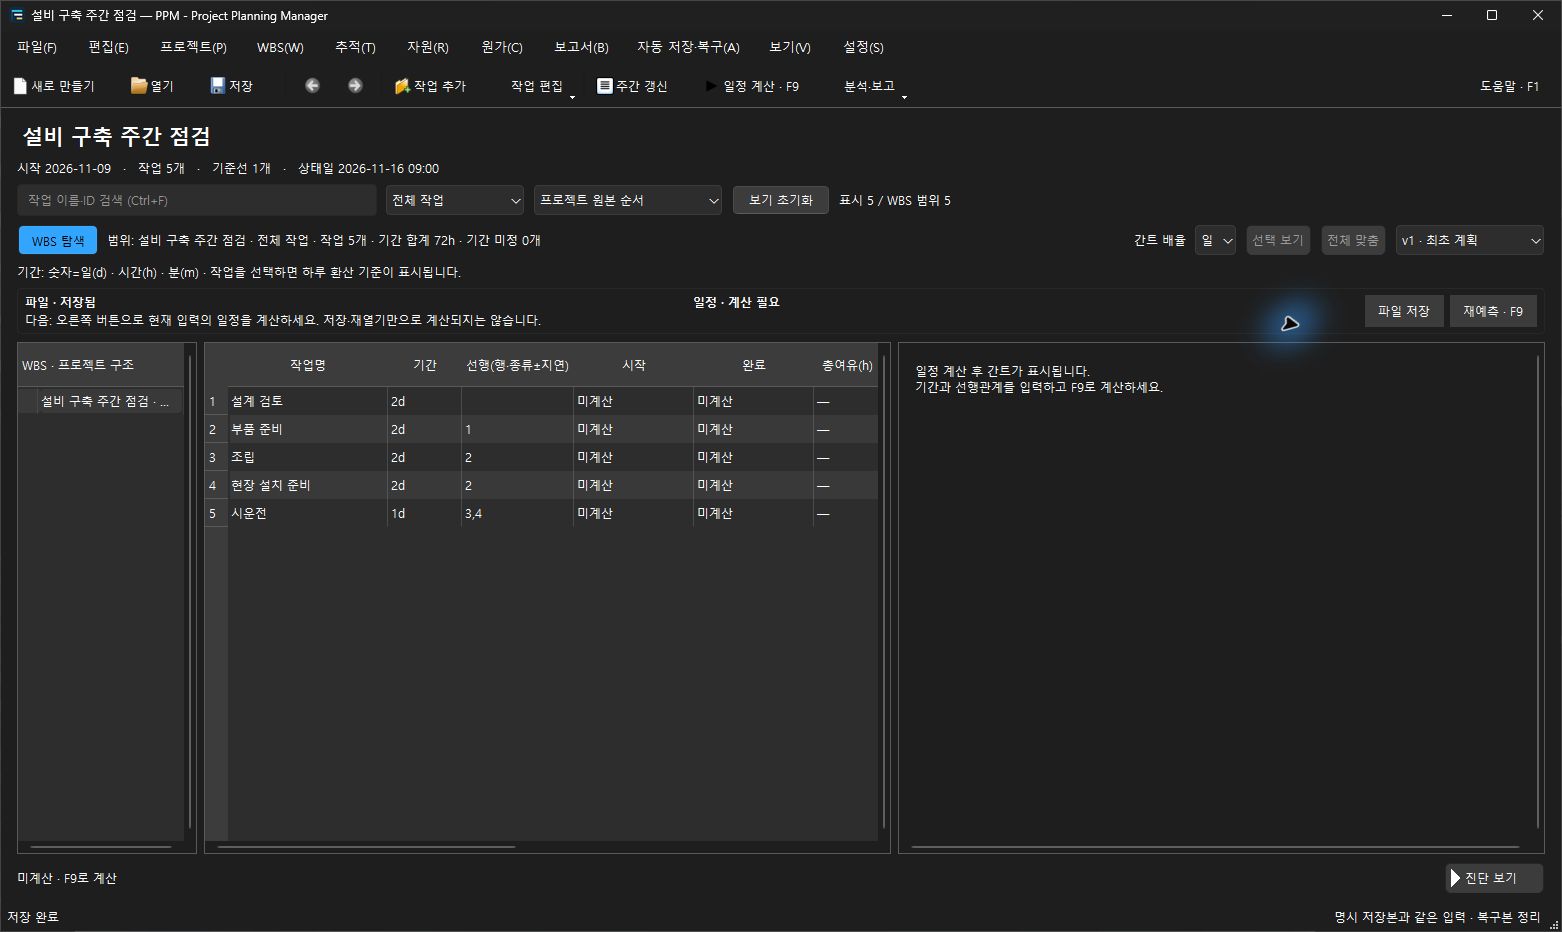 설비 구축 주간 점검 — PPM - Project Planning Manager
파일(F) 편집(E) 프로젝트(P) WBS(W) 추적(T) 자원(R) 원가(C) 보고서(B) 자동 저장·복구(A) 보기(V) 설정(S)
새로 만들기 열기 저장 작업 추가 작업 편집 주간 갱신 일정 계산 · F9 분석·보고 도움말 · F1
설비 구축 주간 점검
시작 2026-11-09 · 작업 5개 · 기준선 1개 · 상태일 2026-11-16 09:00
작업 이름·ID 검색 (Ctrl+F) 전체 작업 프로젝트 원본 순서 보기 초기화 표시 5 / WBS 범위 5
WBS 탐색 범위: 설비 구축 주간 점검 · 전체 작업 · 작업 5개 · 기간 합계 72h · 기간 미정 0개 간트 배율 일 선택 보기 전체 맞춤 v1 · 최초 계획
기간: 숫자=일(d) · 시간(h) · 분(m) · 작업을 선택하면 하루 환산 기준이 표시됩니다.
파일 · 저장됨 일정 · 계산 필요
다음: 오른쪽 버튼으로 현재 입력의 일정을 계산하세요. 저장·재열기만으로 계산되지는 않습니다.
파일 저장 재예측 · F9
WBS · 프로젝트 구조
설비 구축 주간 점검 · ...
작업명 기간 선행(행·종류±지연) 시작 완료 총여유(h)
1 설계 검토 2d 미계산 미계산 —
2 부품 준비 2d 1 미계산 미계산 —
3 조립 2d 2 미계산 미계산 —
4 현장 설치 준비 2d 2 미계산 미계산 —
5 시운전 1d 3,4 미계산 미계산 —
일정 계산 후 간트가 표시됩니다.
기간과 선행관계를 입력하고 F9로 계산하세요.
미계산 · F9로 계산 진단 보기
저장 완료 명시 저장본과 같은 입력 · 복구본 정리